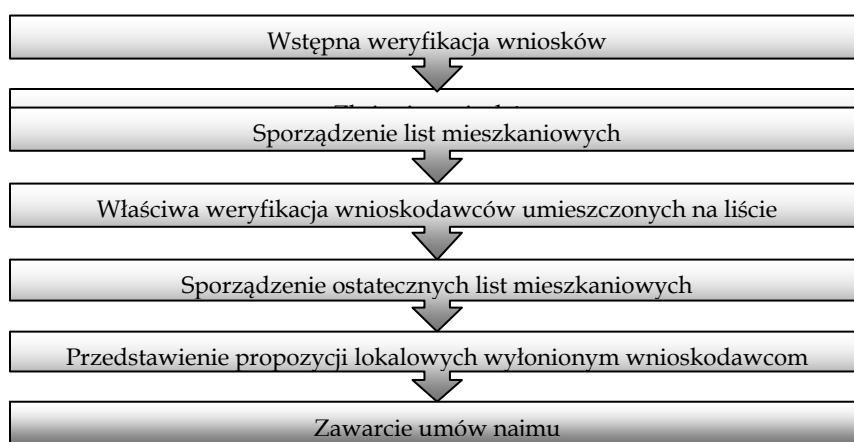 Wstępna weryfikacja wniosków
Sporządzenie list mieszkaniowych
Właściwa weryfikacja wnioskodawców umieszczonych na liście
Sporządzenie ostatecznych list mieszkaniowych
Przedstawienie propozycji lokalowych wyłonionym wnioskodawcom
Zawarcie umów najmu